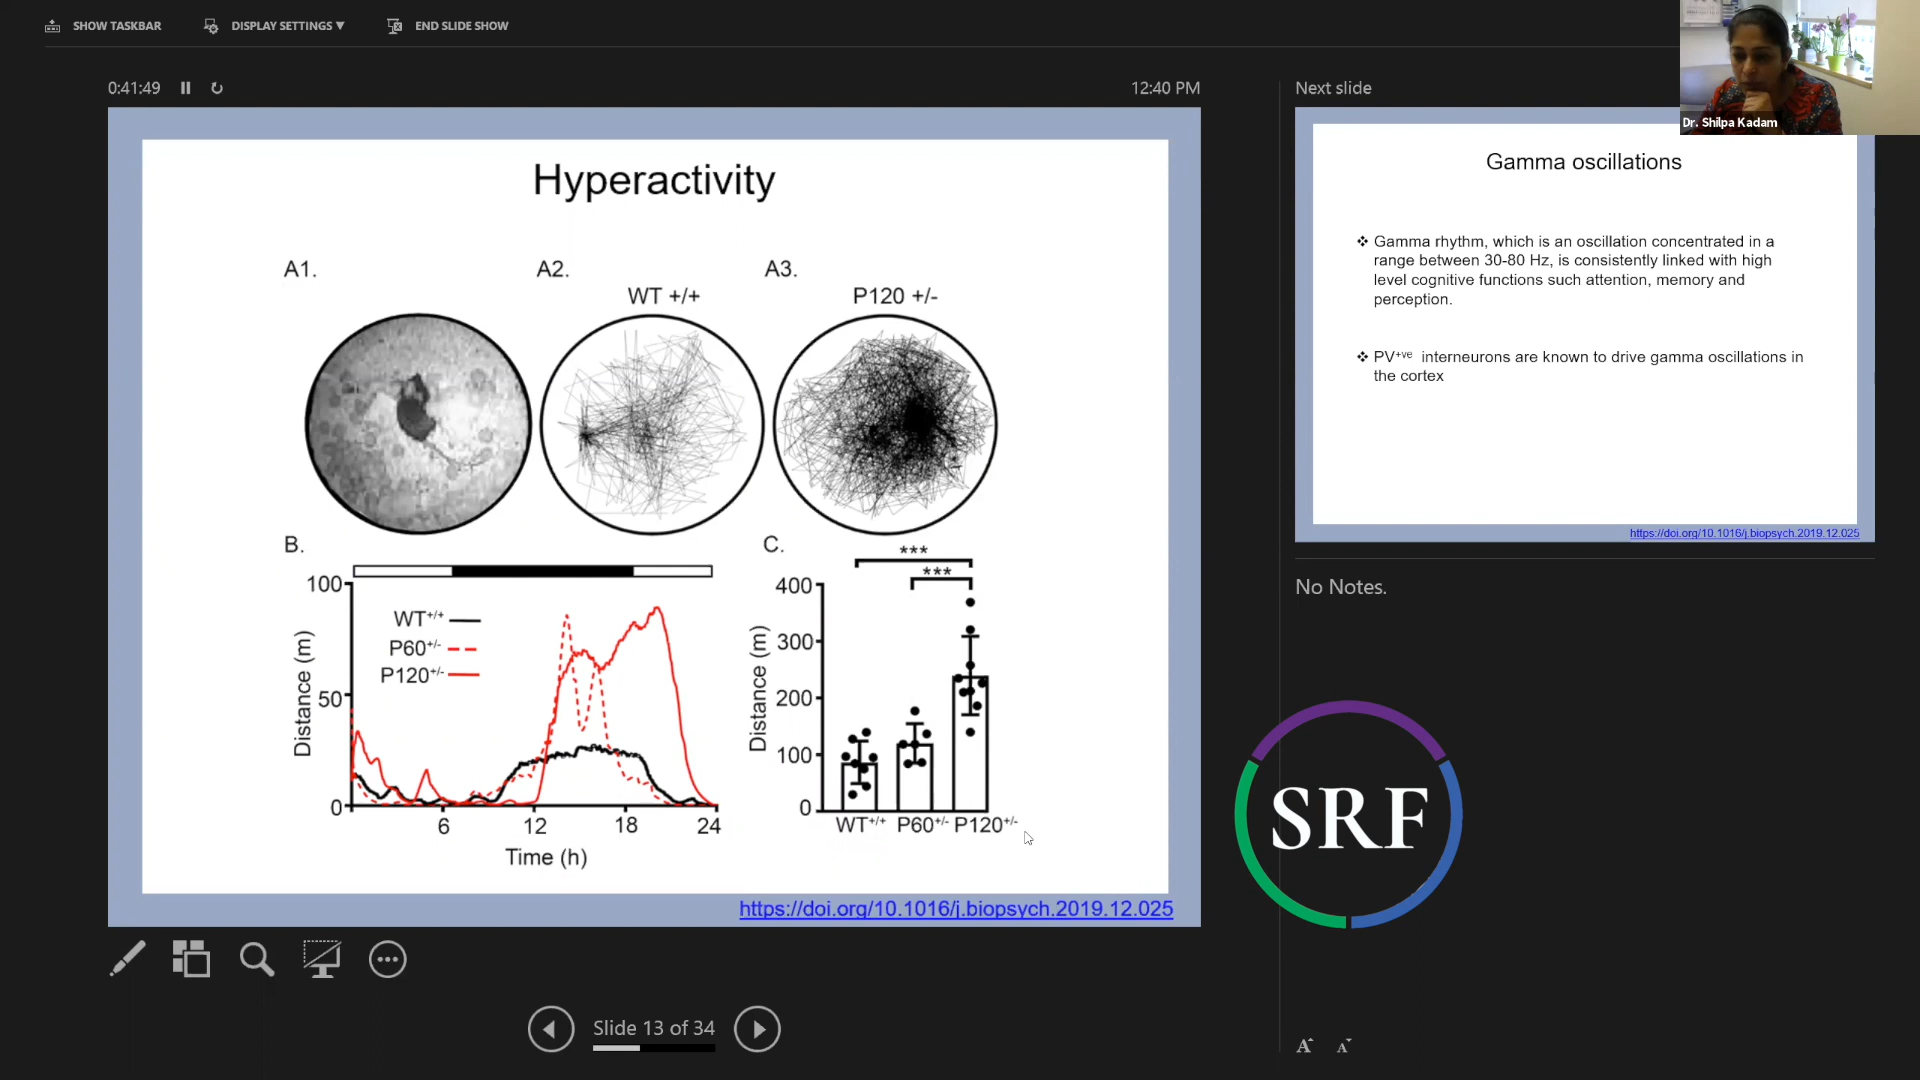 SHOW TASKBAR
DISPLAY SETTINGS ▼
END SLIDE SHOW
0:41:49
12:40 PM
Hyperactivity
A1.
A2.
A3.
WT +/+
P120 +/-
B.
C.
100
50
0
Distance (m)
WT+/+
P60+/-
P120+/-
6
12
18
24
Time (h)
***
***
400
300
200
100
0
Distance (m)
WT+/+
P60+/-
P120+/-
https://doi.org/10.1016/j.biopsych.2019.12.025
Slide 13 of 34
Next slide
Dr. Shilpa Kadam
Gamma oscillations
❖ Gamma rhythm, which is an oscillation concentrated in a
range between 30-80 Hz, is consistently linked with high
level cognitive functions such attention, memory and
perception.
❖ PV+ve interneurons are known to drive gamma oscillations in
the cortex
https://doi.org/10.1016/j.biopsych.2019.12.025
No Notes.
SRF
A
A